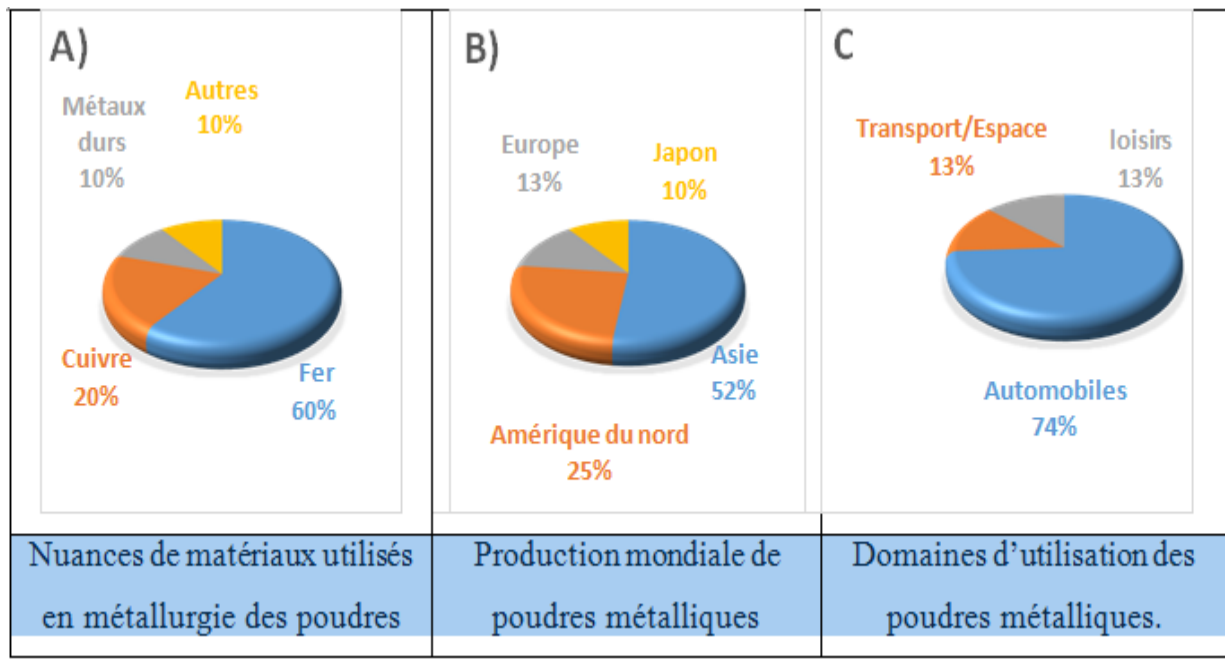 A)
Autres
10%
Métaux
durs
10%
Cuivre
20%
Fer
60%
B)
Europe
13%
Japon
10%
Asie
52%
Amérique du nord
25%
C
Transport/Espace
13%
loisirs
13%
Automobiles
74%
Nuances de matériaux utilisés
en métallurgie des poudres
Production mondiale de
poudres métalliques
Domaines d'utilisation des
poudres métalliques.